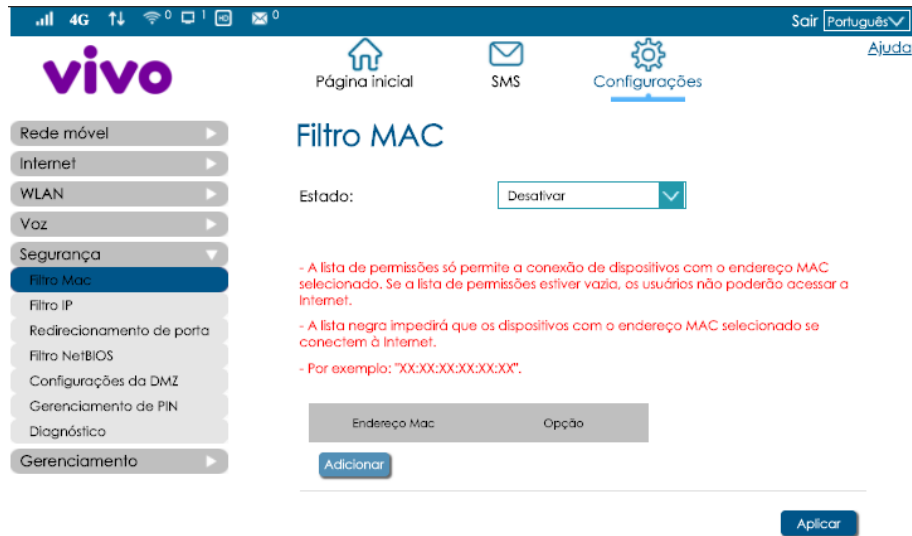 4G 0 1 HD 0 Sair Português
vivo
Página inicial
SMS
Configurações
Ajuda
Rede móvel
Internet
WLAN
Voz
Segurança
Filtro Mac
Filtro IP
Redirecionamento de porta
Filtro NetBIOS
Configurações da DMZ
Gerenciamento de PIN
Diagnóstico
Gerenciamento
Filtro MAC
Estado: Desativar
- A lista de permissões só permite a conexão de dispositivos com o endereço MAC
selecionado. Se a lista de permissões estiver vazia, os usuários não poderão acessar a
Internet.
- A lista negra impedirá que os dispositivos com o endereço MAC selecionado se
conectem à Internet.
- Por exemplo: "XX:XX:XX:XX:XX:XX".
Endereço Mac Opção
Adicionar
Aplicar